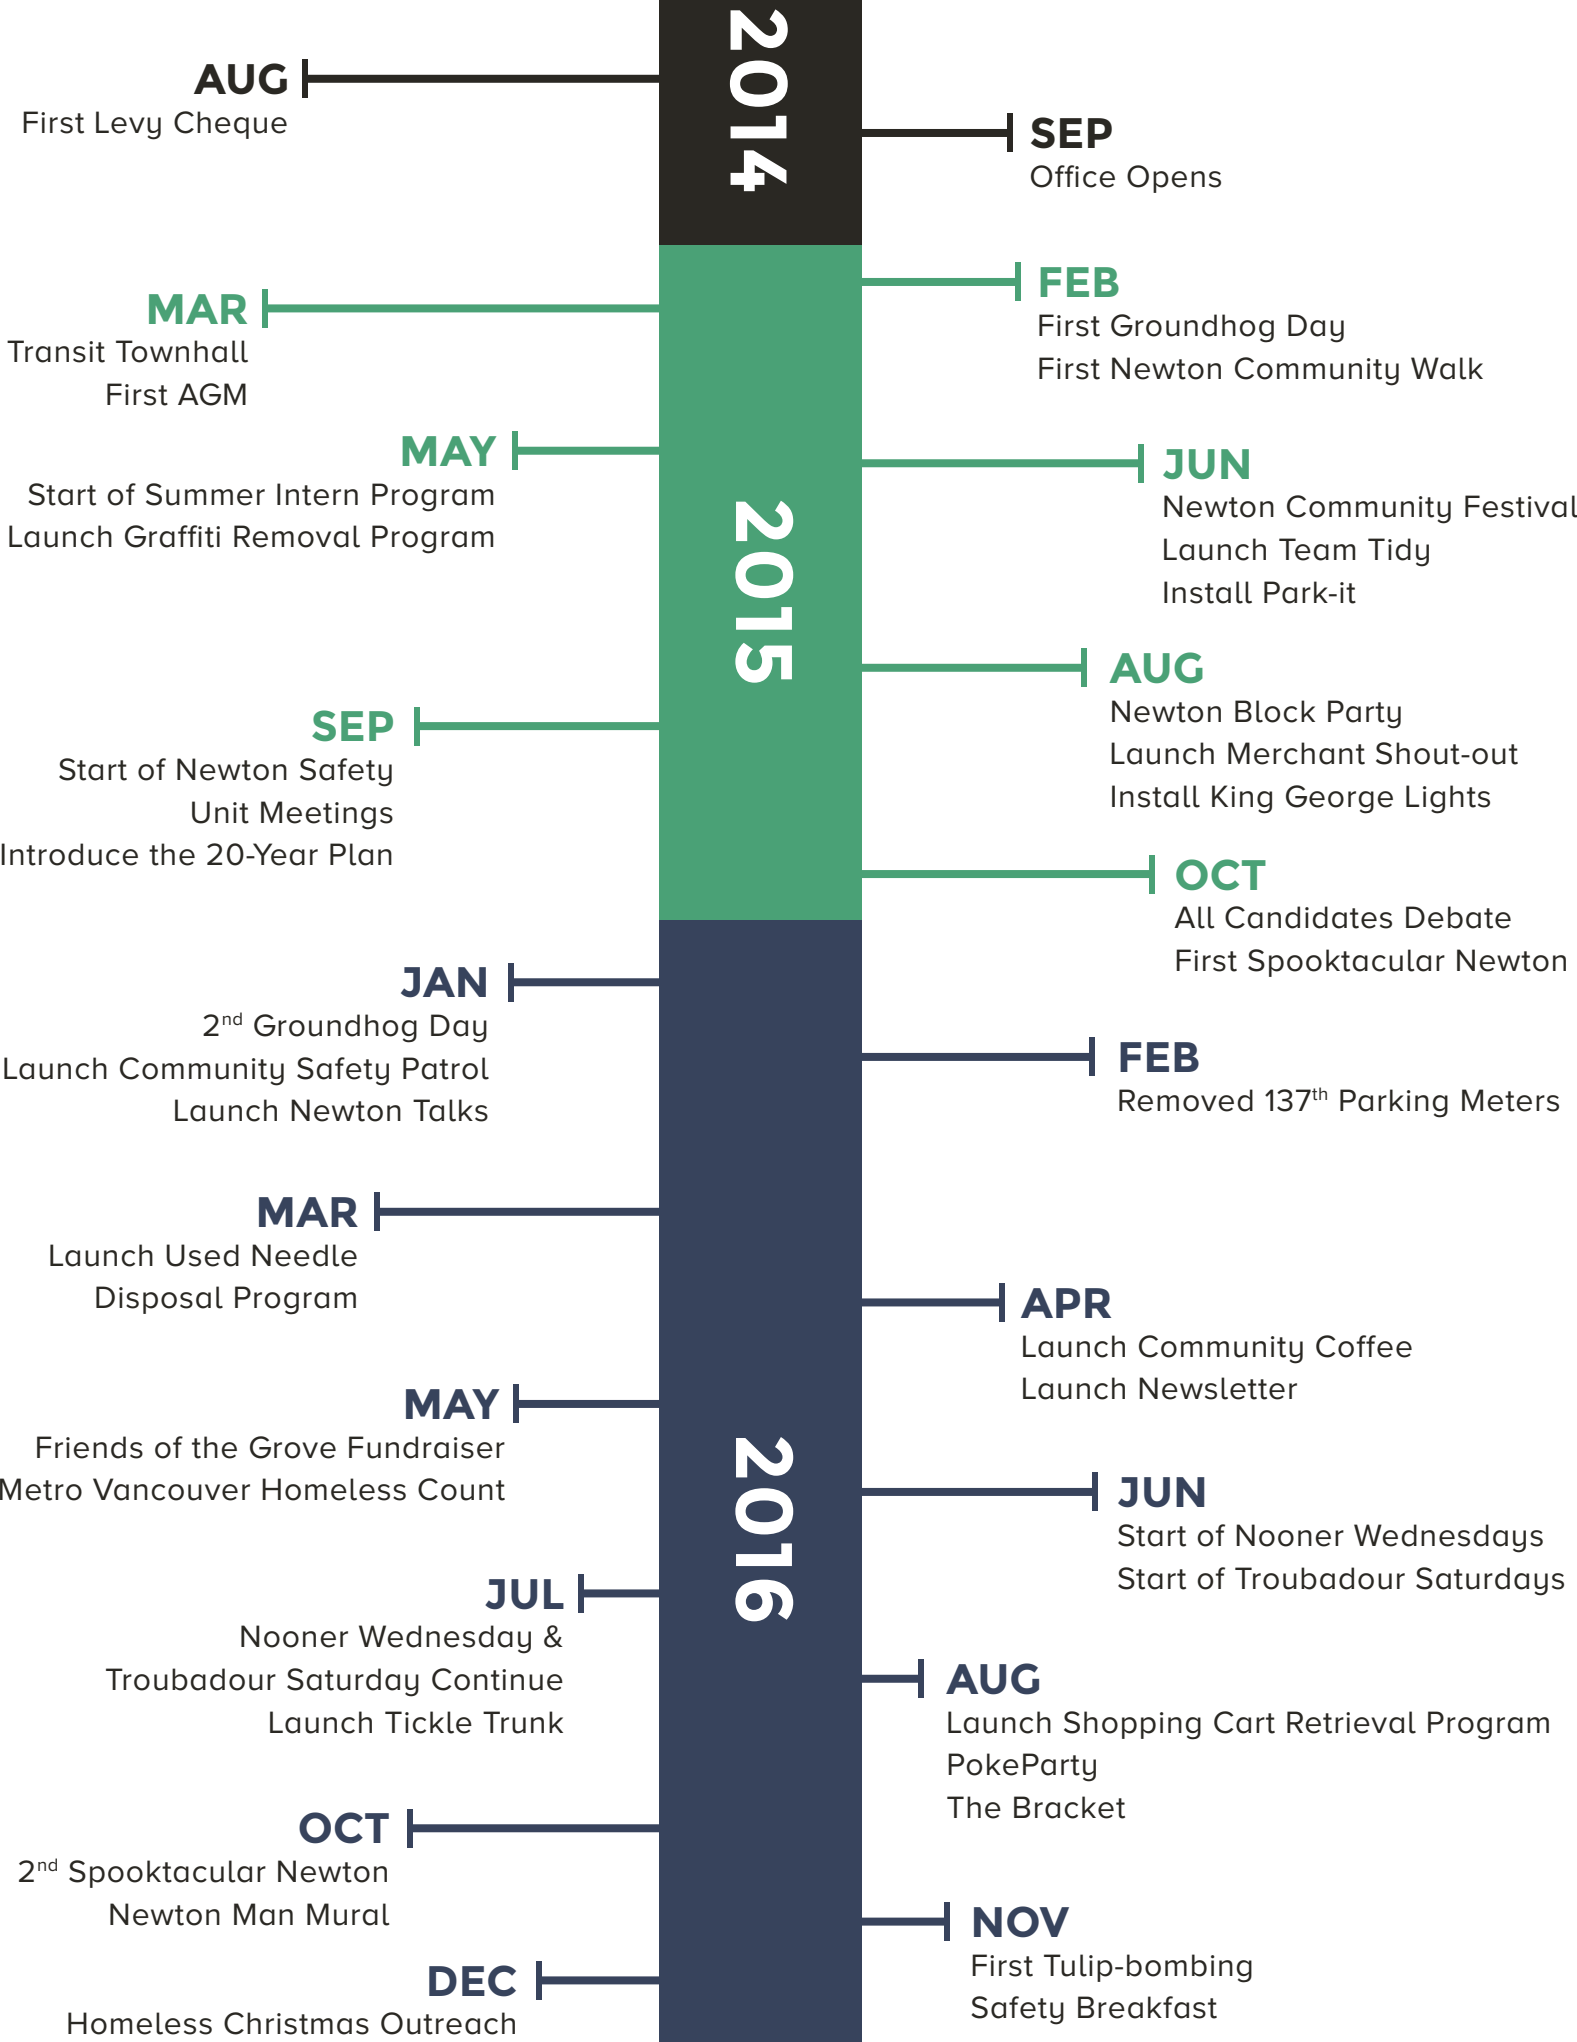 2014
AUG
First Levy Cheque
SEP
Office Opens
2015
FEB
First Groundhog Day
First Newton Community Walk
MAR
Transit Townhall
First AGM
MAY
Start of Summer Intern Program
Launch Graffiti Removal Program
JUN
Newton Community Festival
Launch Team Tidy
Install Park-it
AUG
Newton Block Party
Launch Merchant Shout-out
Install King George Lights
SEP
Start of Newton Safety
Unit Meetings
Introduce the 20-Year Plan
OCT
All Candidates Debate
First Spooktacular Newton
2016
JAN
2nd Groundhog Day
Launch Community Safety Patrol
Launch Newton Talks
FEB
Removed 137th Parking Meters
MAR
Launch Used Needle
Disposal Program
APR
Launch Community Coffee
Launch Newsletter
MAY
Friends of the Grove Fundraiser
Metro Vancouver Homeless Count
JUN
Start of Nooner Wednesdays
Start of Troubadour Saturdays
JUL
Nooner Wednesday &
Troubadour Saturday Continue
Launch Tickle Trunk
AUG
Launch Shopping Cart Retrieval Program
PokeParty
The Bracket
OCT
2nd Spooktacular Newton
Newton Man Mural
NOV
First Tulip-bombing
Safety Breakfast
DEC
Homeless Christmas Outreach